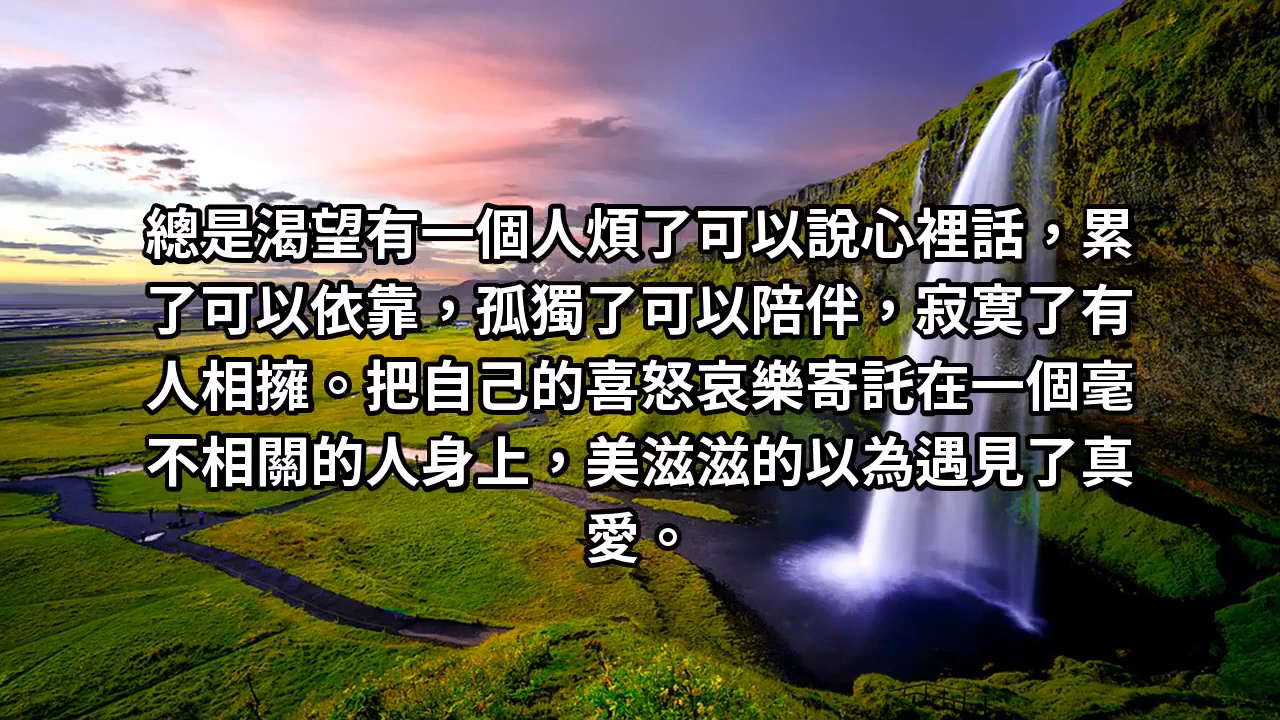 總是渴望有一個人煩了可以說心裡話，累
了可以依靠，孤獨了可以陪伴，寂寞了有
人相擁。把自己的喜怒哀樂寄託在一個毫
不相關的人身上，美滋滋的以為遇見了真
愛。